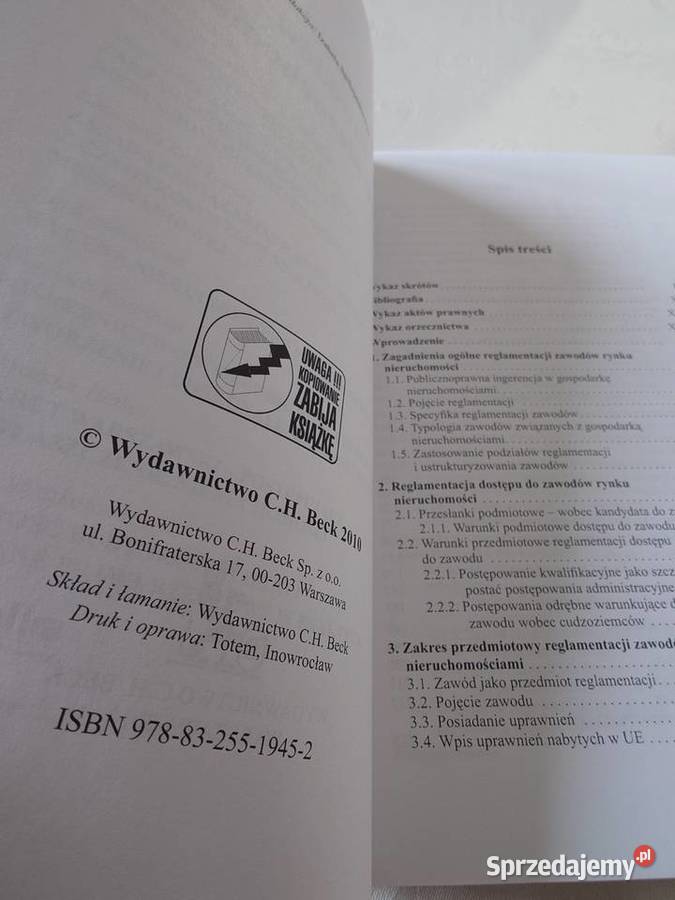 UWAGA !!!
KOPIOWANIE
ZABIJA
KSIĄŻKĘ
© Wydawnictwo C.H. Beck 2010
Wydawnictwo C.H. Beck Sp. z o.o.
ul. Bonifraterska 17, 00-203 Warszawa
Skład i łamanie: Wydawnictwo C.H. Beck
Druk i oprawa: Totem, Inowrocław
ISBN 978-83-255-1945-2
Spis treści
ykaz skrótów
ibliografia
ykaz aktów prawnych
ykaz orzecznictwa
prowadzenie
1. Zagadnienia ogólne reglamentacji zawodów rynku
nieruchomości
1.1. Publicznoprawna ingerencja w gospodarkę
nieruchomościami
1.2. Pojęcie reglamentacji
1.3. Specyfika reglamentacji zawodów
1.4. Typologia zawodów związanych z gospodarką
nieruchomościami
1.5. Zastosowanie podziałów reglamentacji
i ustrukturyzowania zawodów
2. Reglamentacja dostępu do zawodów rynku
nieruchomości
2.1. Przesłanki podmiotowe – wobec kandydata do z
2.1.1. Warunki podmiotowe dostępu do zawodu
2.2. Warunki przedmiotowe reglamentacji dostępu
do zawodu
2.2.1. Postępowanie kwalifikacyjne jako szcz
postać postępowania administracyjne
2.2.2. Postępowania odrębne warunkujące d
zawodu wobec cudzoziemców
3. Zakres przedmiotowy reglamentacji zawodó
nieruchomościami
3.1. Zawód jako przedmiot reglamentacji
3.2. Pojęcie zawodu
3.3. Posiadanie uprawnień
3.4. Wpis uprawnień nabytych w UE
Sprzedajemy.pl